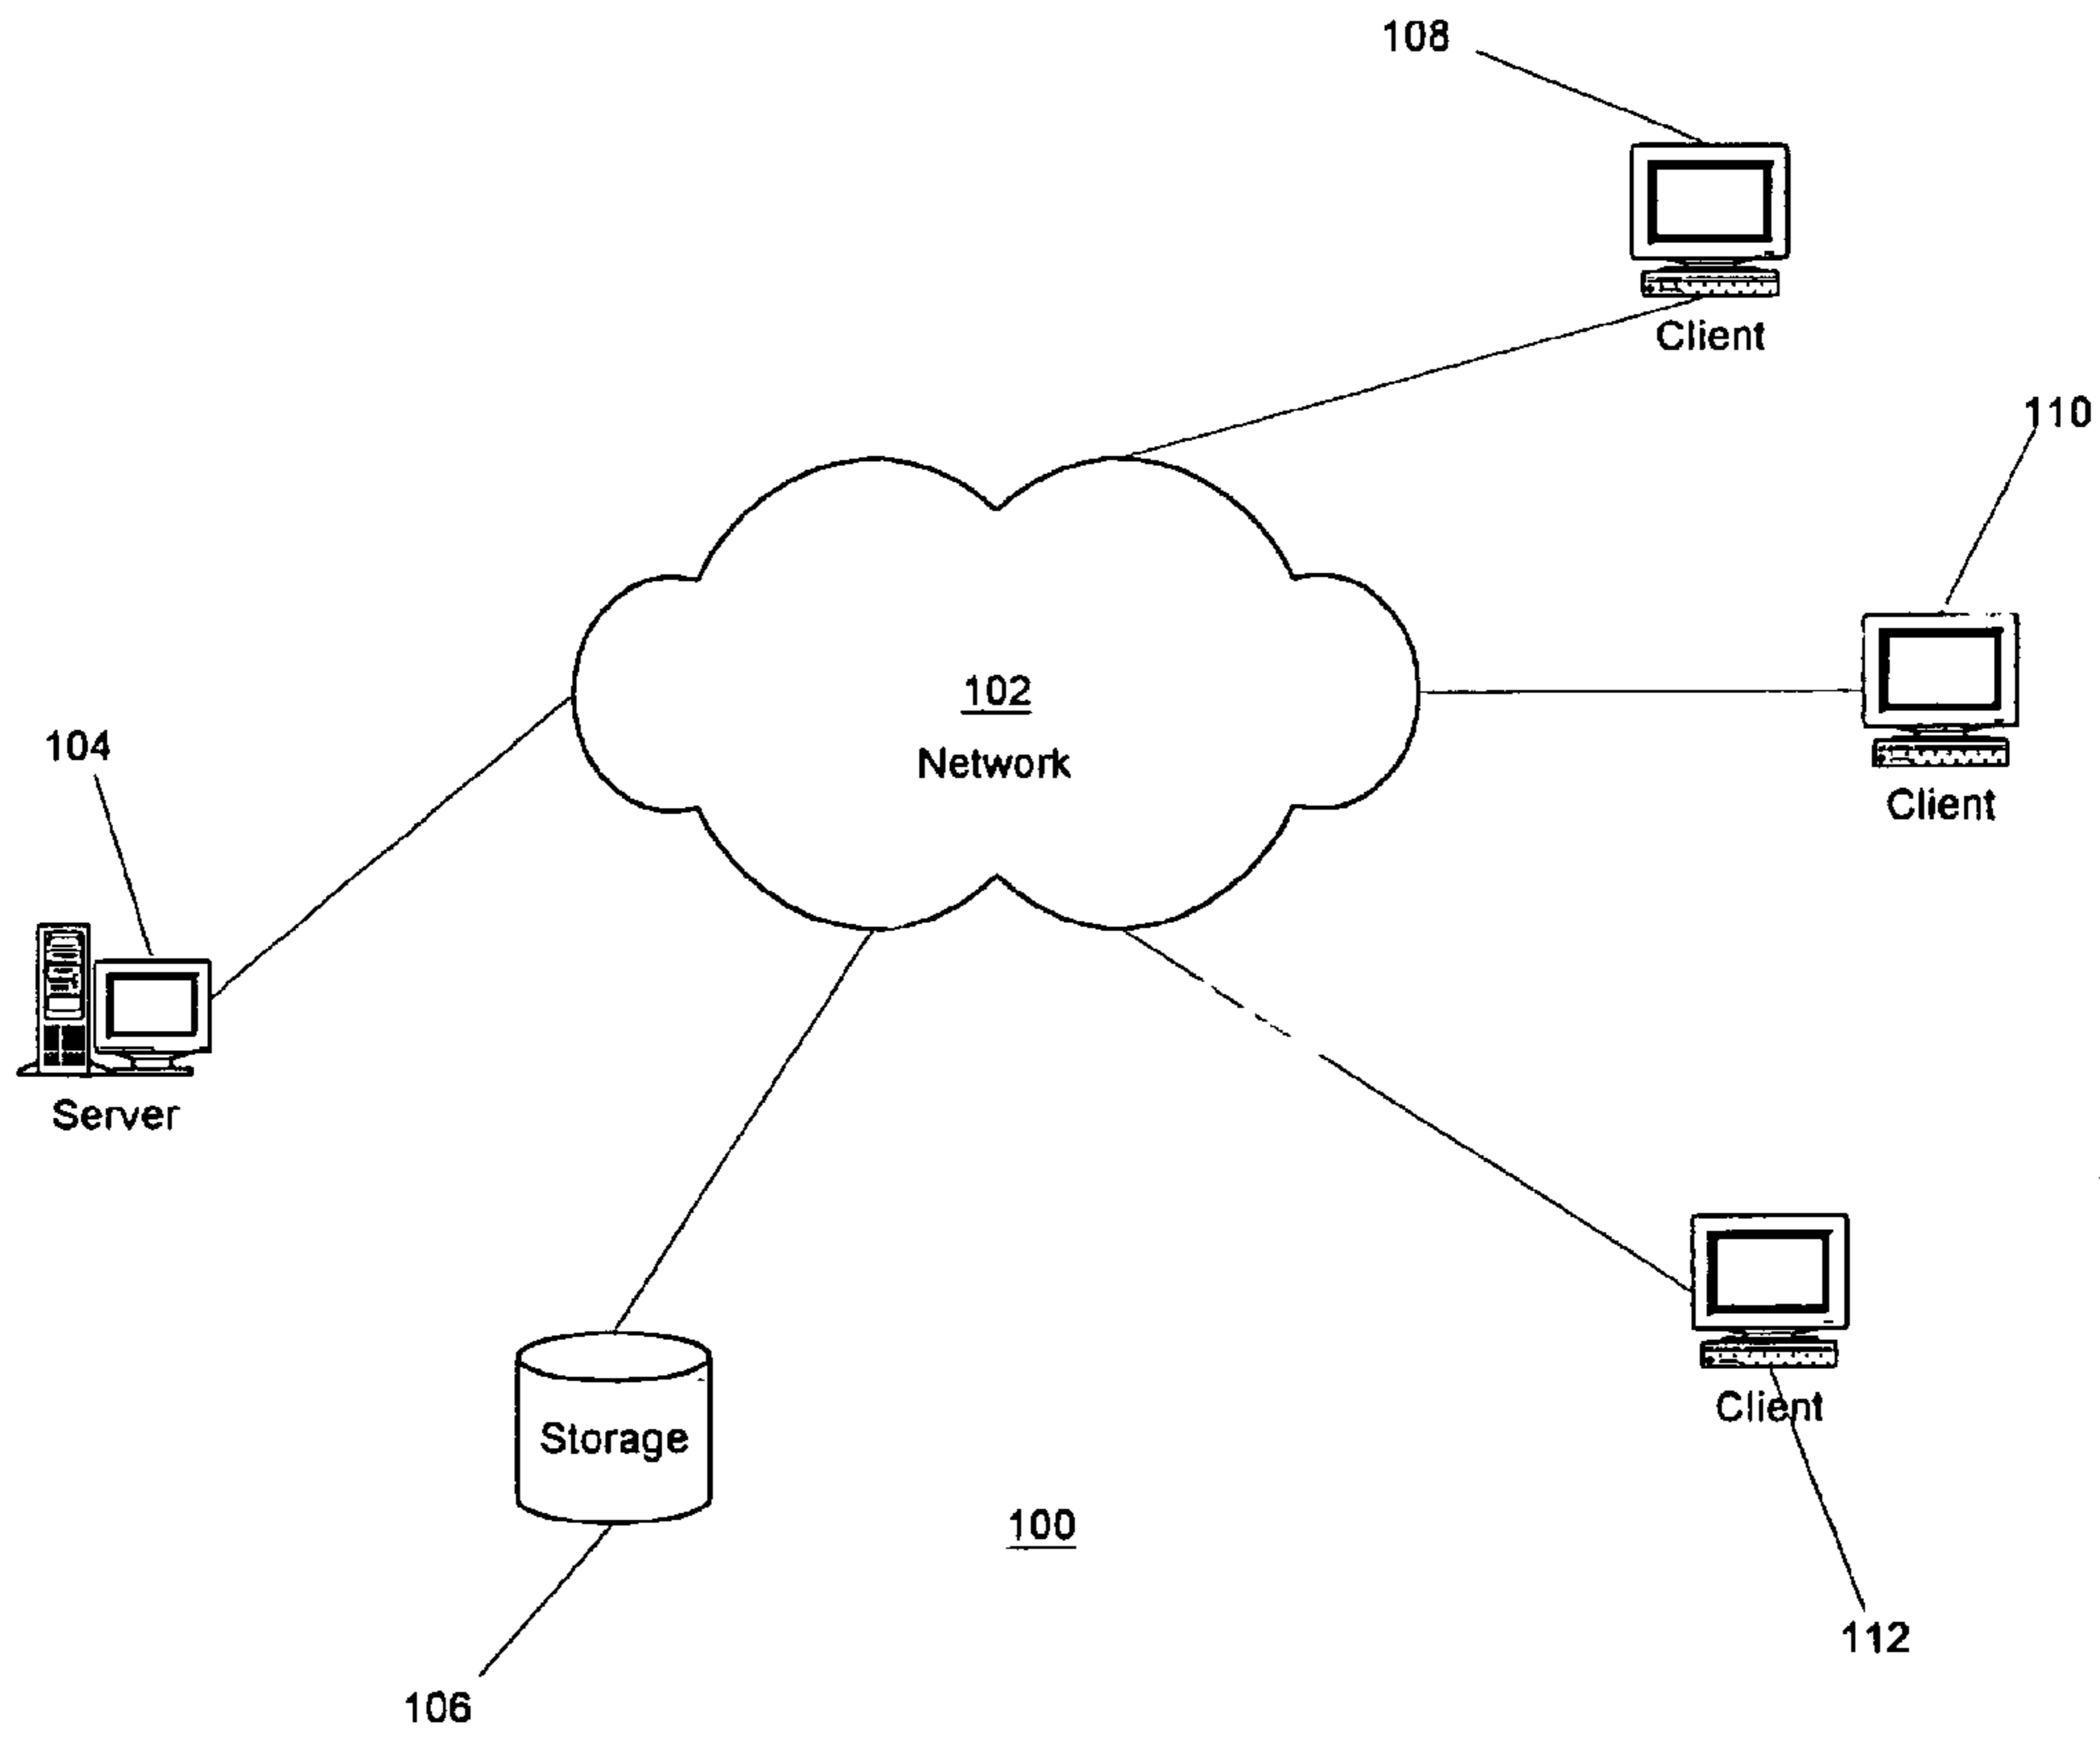 108
Client
110
102
Network
Client
104
Server
Client
Storage
100
112
106